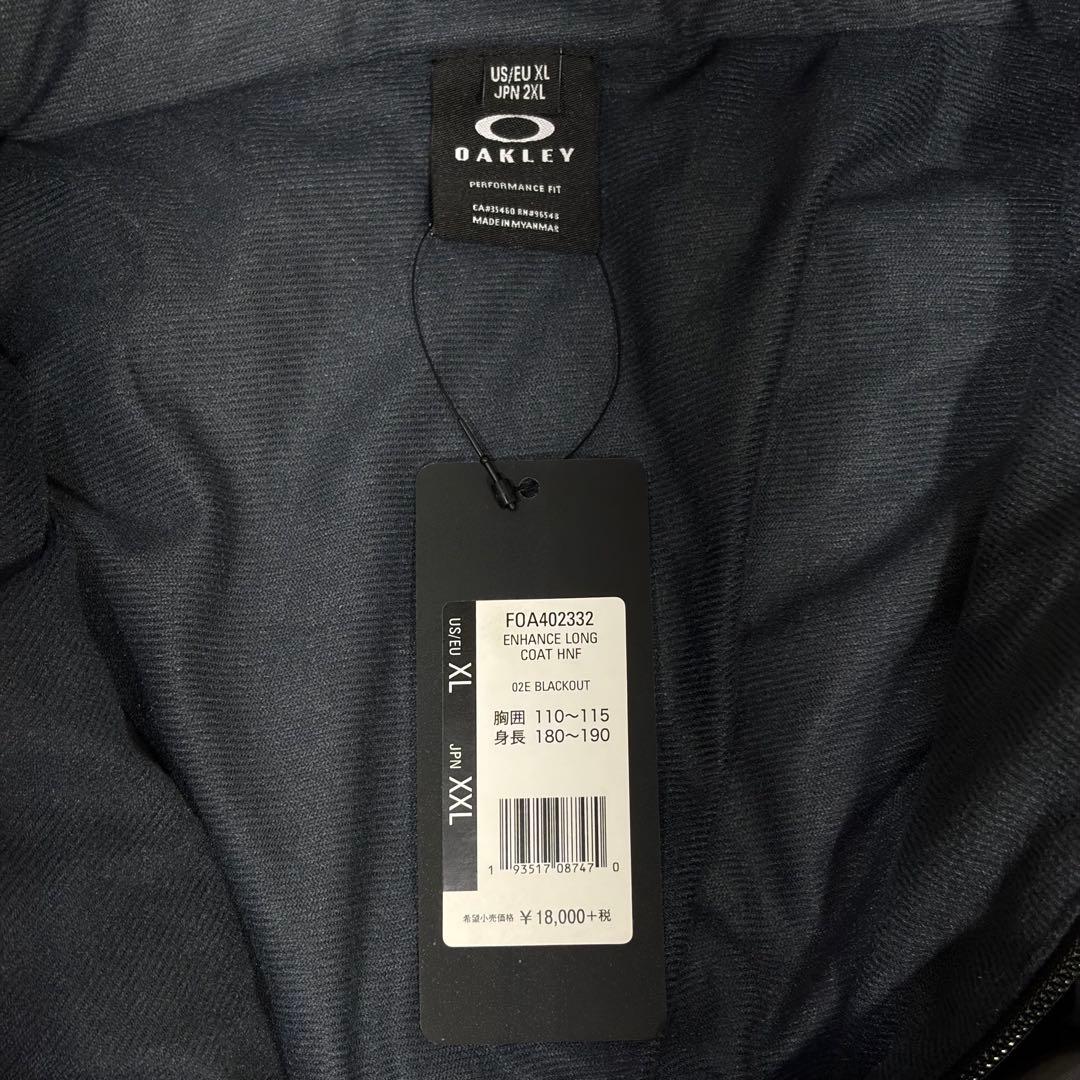 US/EU XL
JPN 2XL
OAKLEY
PERFORMANCE FIT
CA#35460 RN#96548
MADE IN MYANMAR
US/EU XL
JPN XXL
FOA402332
ENHANCE LONG
COAT HNF
02E BLACKOUT
胸囲 110〜115
身長 180〜190
1 93517 08747 0
希望小売価格 ¥18,000+税